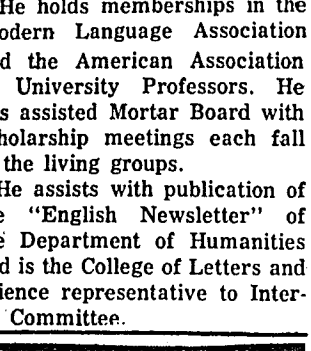 He holds memberships in the
odern Language Association
d the American Association
University Professors. He
s assisted Mortar Board with
holarship meetings each fall
the living groups.
He assists with publication of
e "English Newsletter" of
e Department of Humanities
d is the College of Letters and
ience representative to Inter-
Committee.